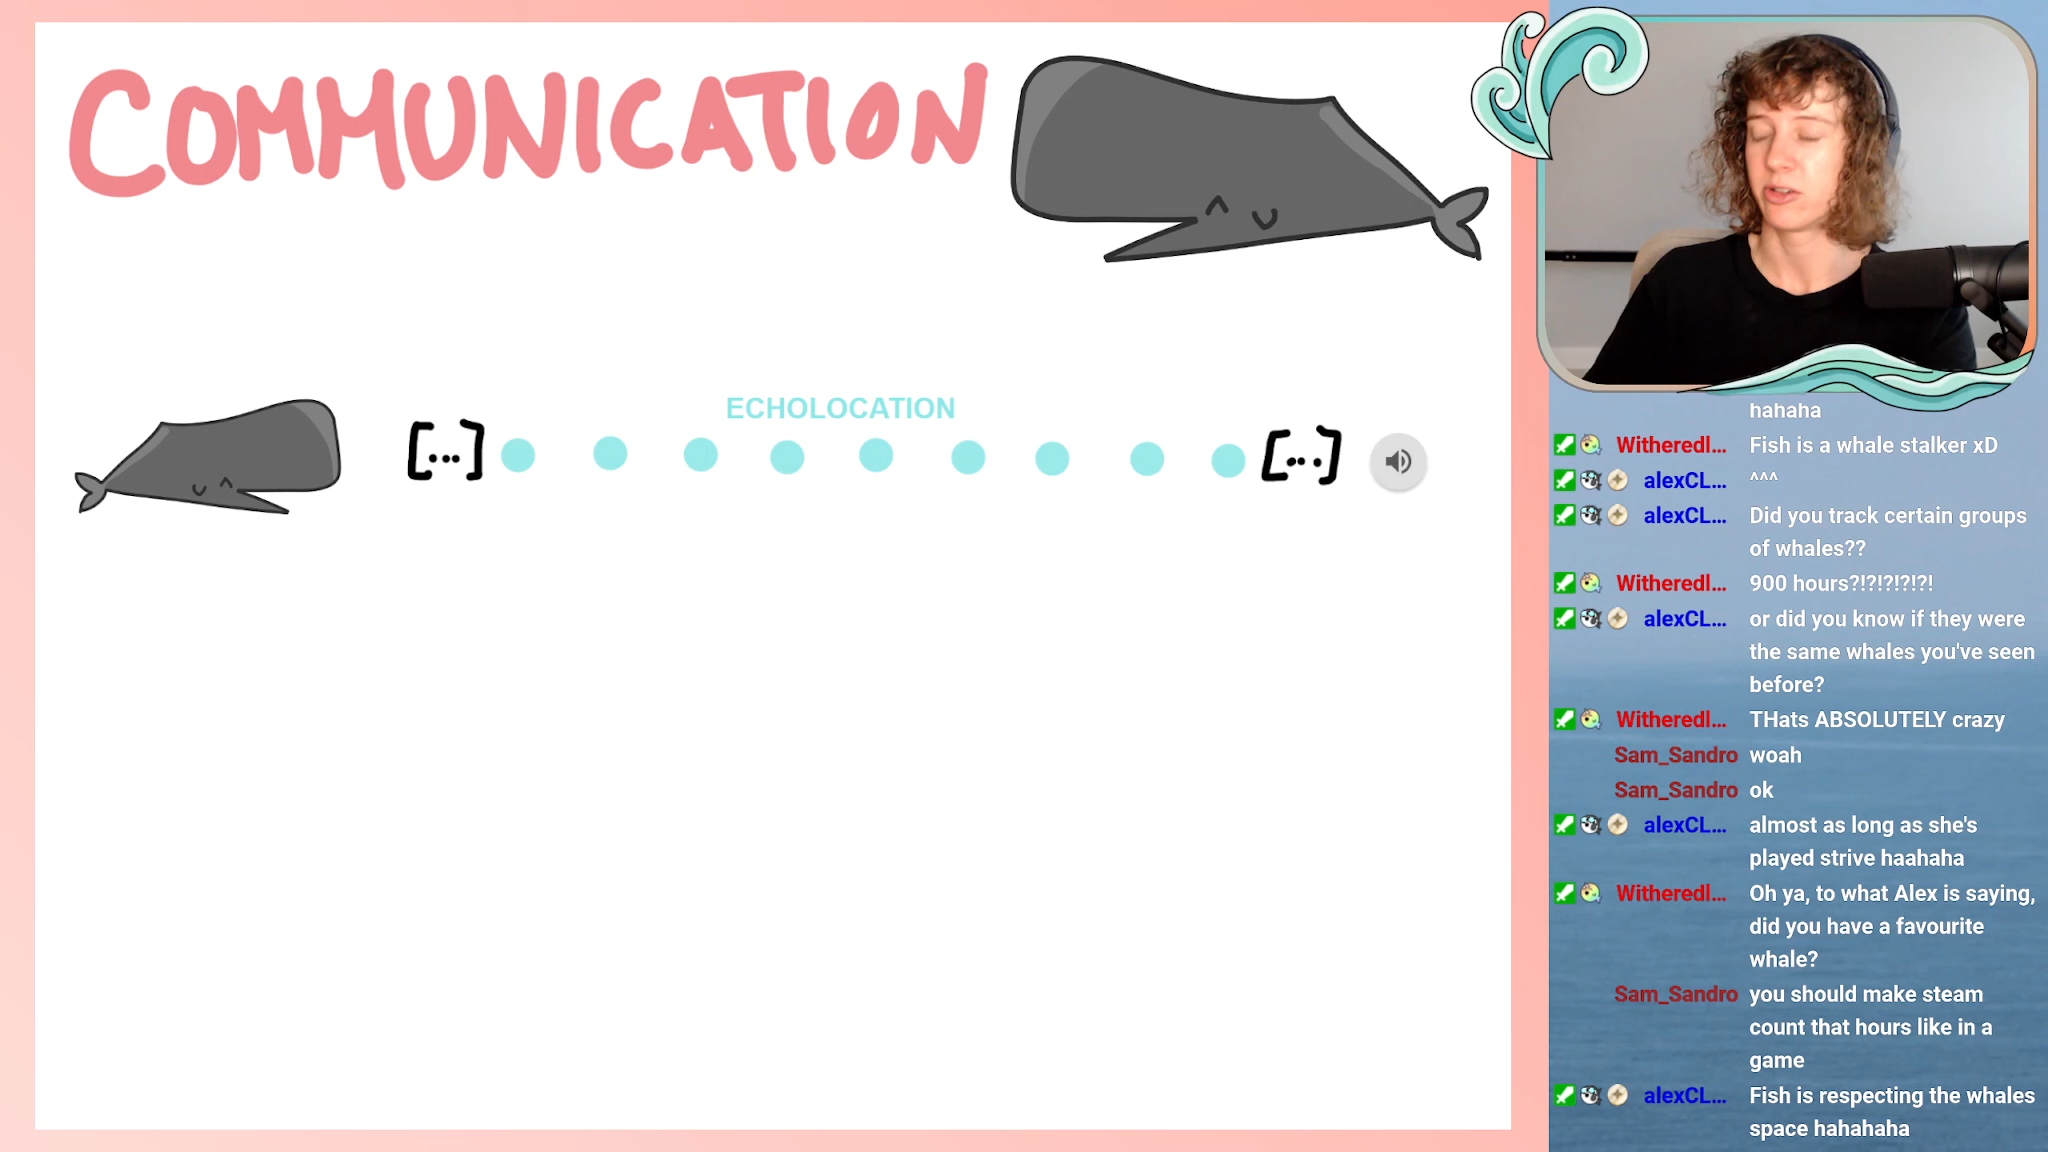 COMMUNICATION
ECHOLOCATION
[...]
[...]
hahaha
Witheredl... Fish is a whale stalker xD
alexCL... ^^^
alexCL... Did you track certain groups
of whales??
Witheredl... 900 hours?!?!?!?!?!
alexCL... or did you know if they were
the same whales you've seen
before?
Witheredl... THats ABSOLUTELY crazy
Sam_Sandro woah
Sam_Sandro ok
alexCL... almost as long as she's
played strive haahaha
Witheredl... Oh ya, to what Alex is saying,
did you have a favourite
whale?
Sam_Sandro you should make steam
count that hours like in a
game
alexCL... Fish is respecting the whales
space hahahaha